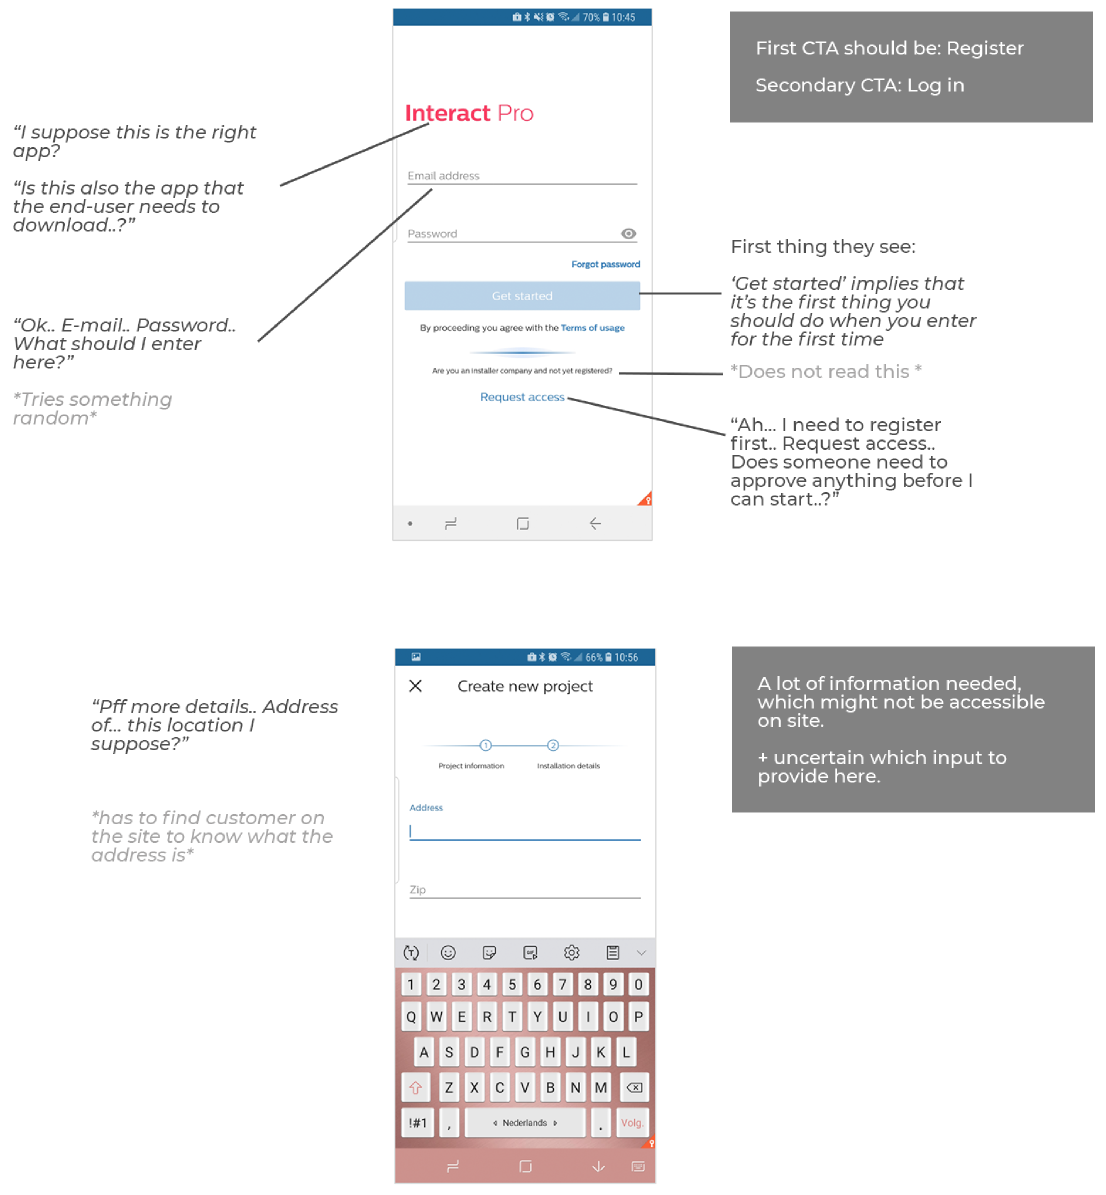 70% 10:45
First CTA should be: Register
Secondary CTA: Log in
Interact Pro
“I suppose this is the right
app?
“Is this also the app that
the end-user needs to
download..?”
Email address
Password
Forgot password
Get started
By proceeding you agree with the Terms of usage
Are you an Installer company and not yet registered?
Request access
“Ok.. E-mail.. Password..
What should I enter
here?”
*Tries something
random*
First thing they see:
‘Get started’ implies that
it’s the first thing you
should do when you enter
for the first time
*Does not read this *
“Ah... I need to register
first.. Request access..
Does someone need to
approve anything before I
can start..?”
66% 10:56
Create new project
1 2
Project information Installation details
Address
Zip
“Pff more details.. Address
of... this location I
suppose?”
*has to find customer on
the site to know what the
address is*
A lot of information needed,
which might not be accessible
on site.
+ uncertain which input to
provide here.
T GIF
1 2 3 4 5 6 7 8 9 0
Q W E R T Y U I O P
A S D F G H J K L
Z X C V B N M
!#1 , Nederlands . Volg.